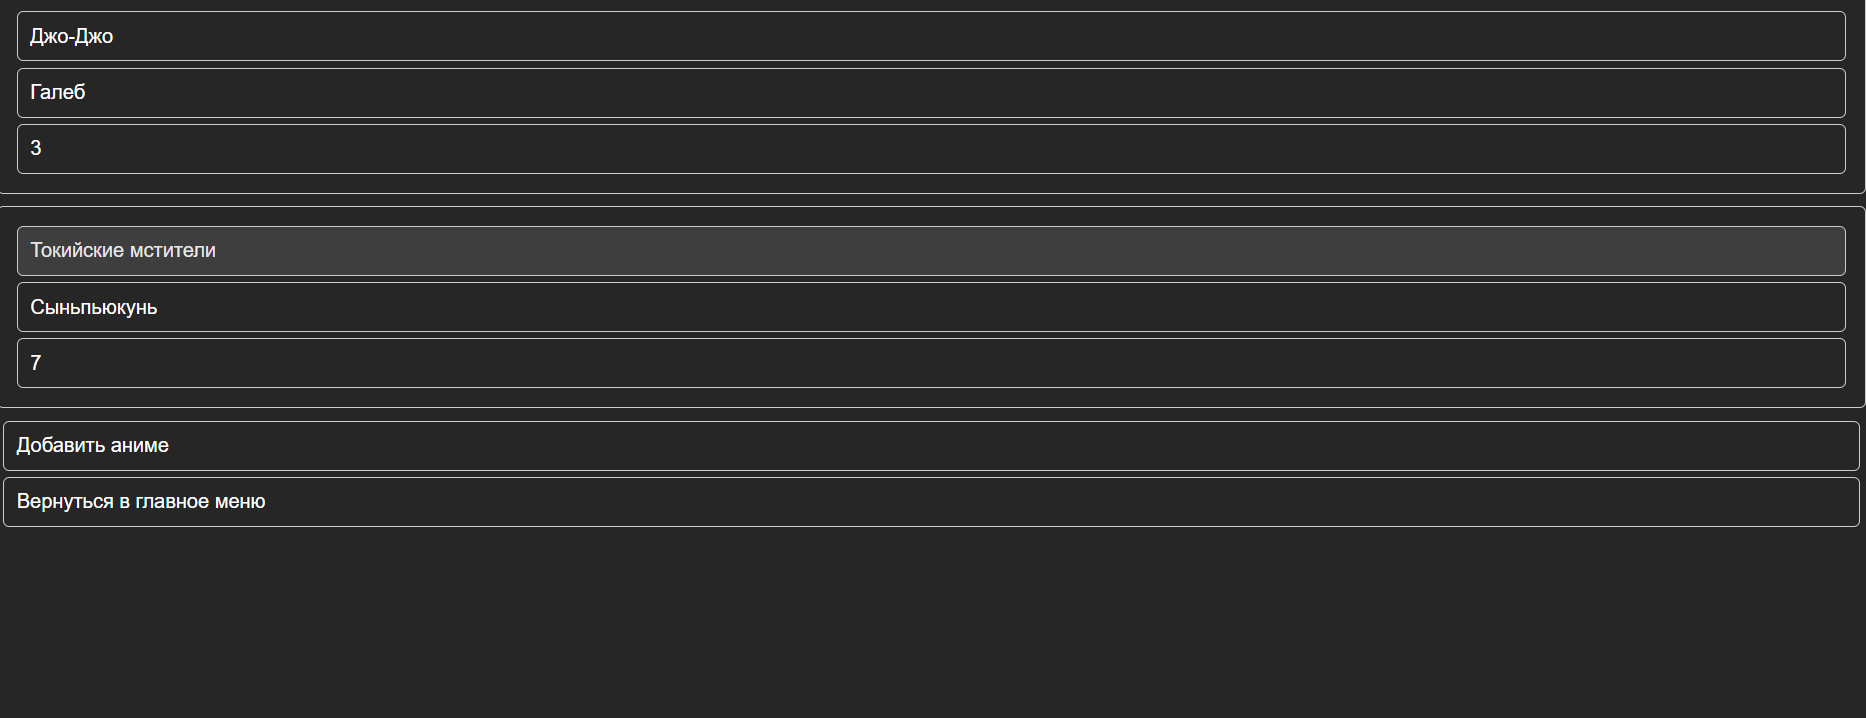 Джо-Джо
Галеб
3
Токийские мстители
Сыньпьюкунь
7
Добавить аниме
Вернуться в главное меню